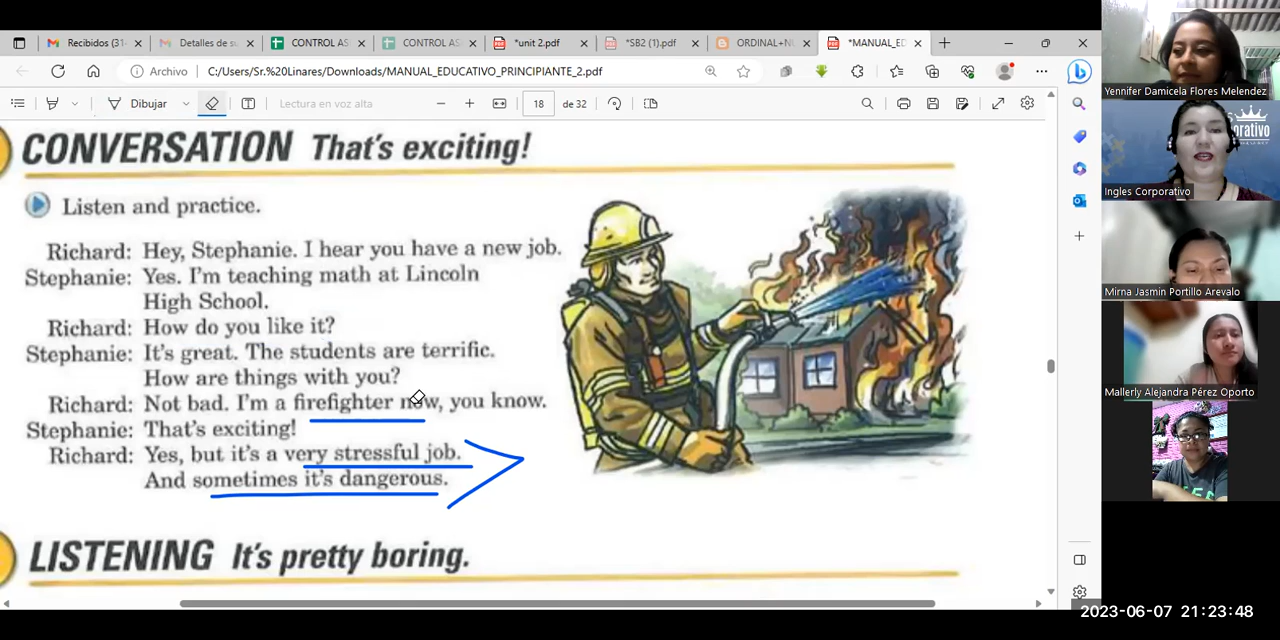 Recibidos (31
Detalles de su
CONTROL AS
CONTROL AS
*unit 2.pdf
*SB2 (1).pdf
ORDINAL+N
*MANUAL_ED
Archivo
C:/Users/Sr.%20Linares/Downloads/MANUAL_EDUCATIVO_PRINCIPIANTE_2.pdf
Dibujar
Lectura en voz alta
18
de 32
CONVERSATION That's exciting!
Listen and practice.
Richard: Hey, Stephanie. I hear you have a new job.
Stephanie: Yes. I'm teaching math at Lincoln
High School.
Richard: How do you like it?
Stephanie: It's great. The students are terrific.
How are things with you?
Richard: Not bad. I'm a firefighter now, you know.
Stephanie: That's exciting!
Richard: Yes, but it's a very stressful job.
And sometimes it's dangerous.
LISTENING It's pretty boring.
Yennifer Damicela Flores Melendez
orativo
Ingles Corporativo
Mirna Jasmin Portillo Arevalo
Mallerly Alejandra Pérez Oporto
2023-06-07 21:23:48